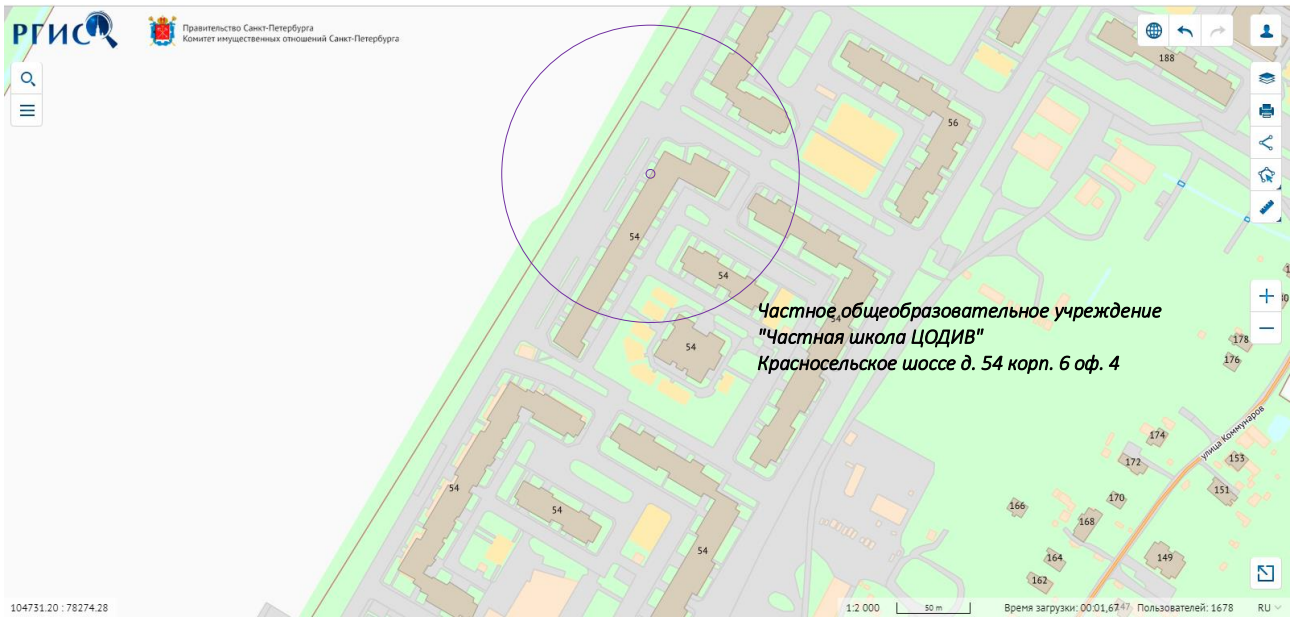 РГИС
Правительство Санкт-Петербурга
Комитет имущественных отношений Санкт-Петербурга
188
56
54
54
54
54
Частное общеобразовательное учреждение
"Частная школа ЦОДИВ"
Красносельское шоссе д. 54 корп. 6 оф. 4
178
176
улица Коммунаров
174
172
153
151
170
166
168
164
162
149
54
54
54
104731.20 : 78274.28
1:2 000
50 m
Время загрузки: 00:01,67
147
Пользователей: 1678
RU